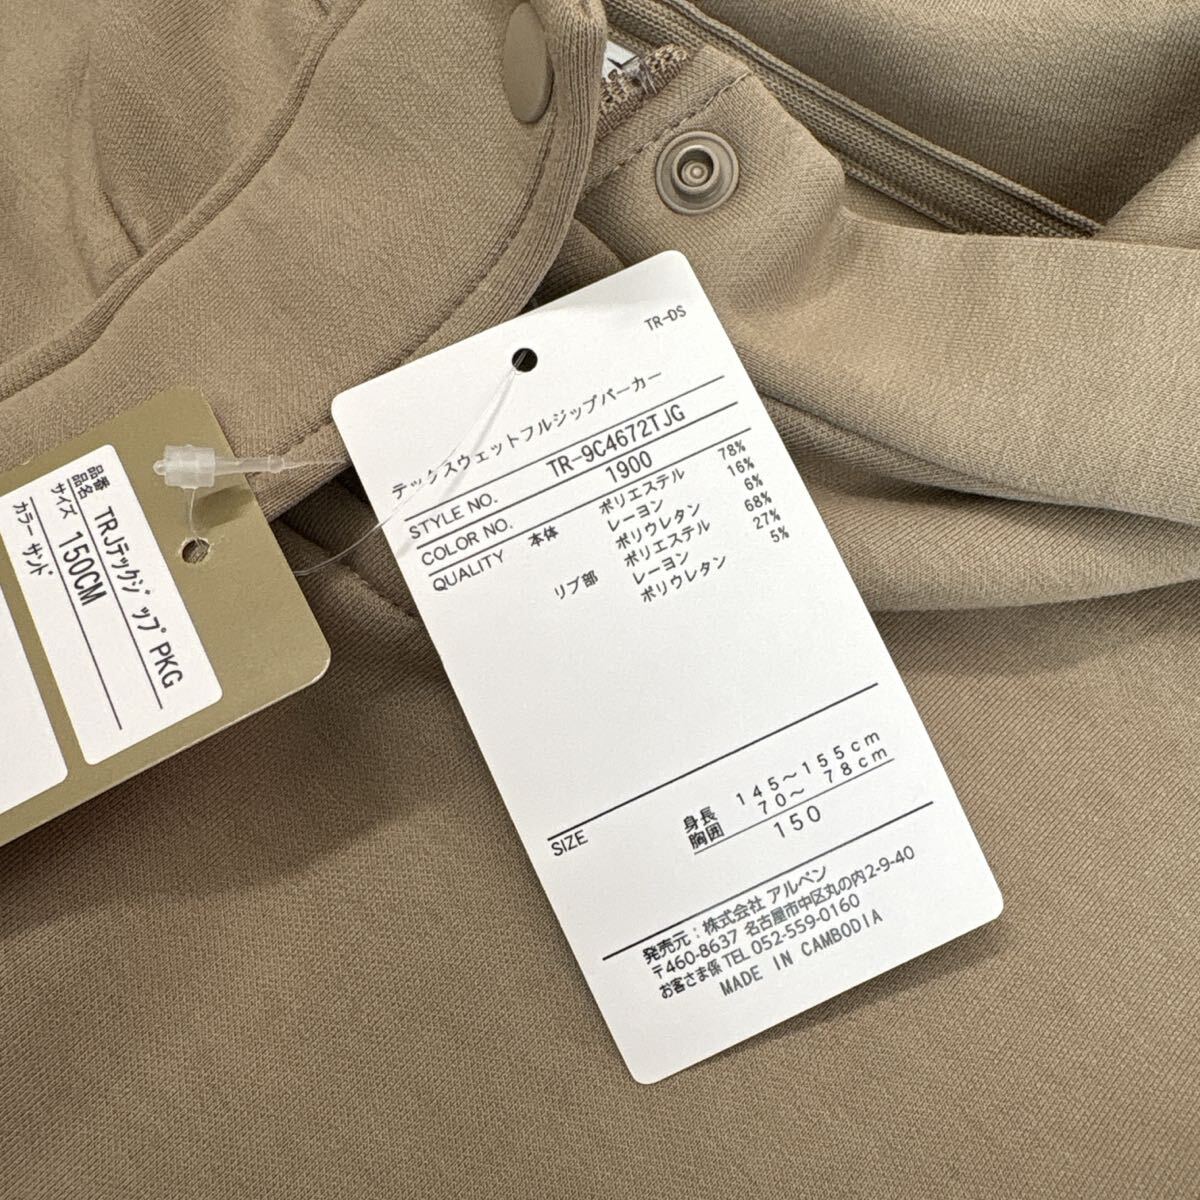 品番
品名 TRJテックジップPKG
サイズ 150CM
カラー サンド
TR-DS
テックスウェットフルジップパーカー
STYLE NO. TR-9C4672TJG
COLOR NO. 1900
QUALITY 本体 ポリエステル 78%
レーヨン 16%
ポリウレタン 6%
リブ部 ポリエステル 68%
レーヨン 27%
ポリウレタン 5%
SIZE 身長 145～155cm
胸囲 70～ 78cm
150
発売元：株式会社 アルペン
〒460-8637 名古屋市中区丸の内2-9-40
お客さま係 TEL 052-559-0160
MADE IN CAMBODIA